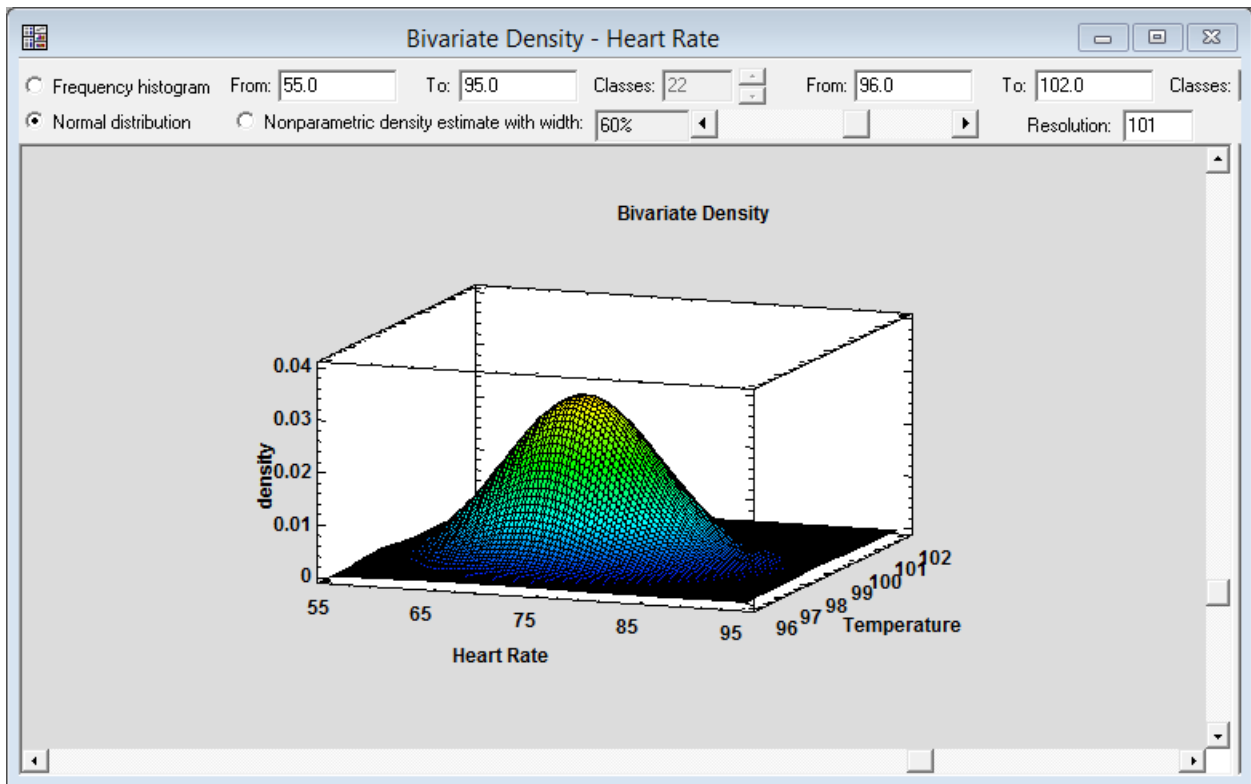 Bivariate Density - Heart Rate
Frequency histogram From: 55.0 To: 95.0 Classes: 22 From: 96.0 To: 102.0 Classes:
Normal distribution Nonparametric density estimate with width: 60% Resolution: 101
Bivariate Density
0.04
0.03
0.02
0.01
0
density
55 65 75 85 95
Heart Rate
96 97 98 99 100 101 102
Temperature